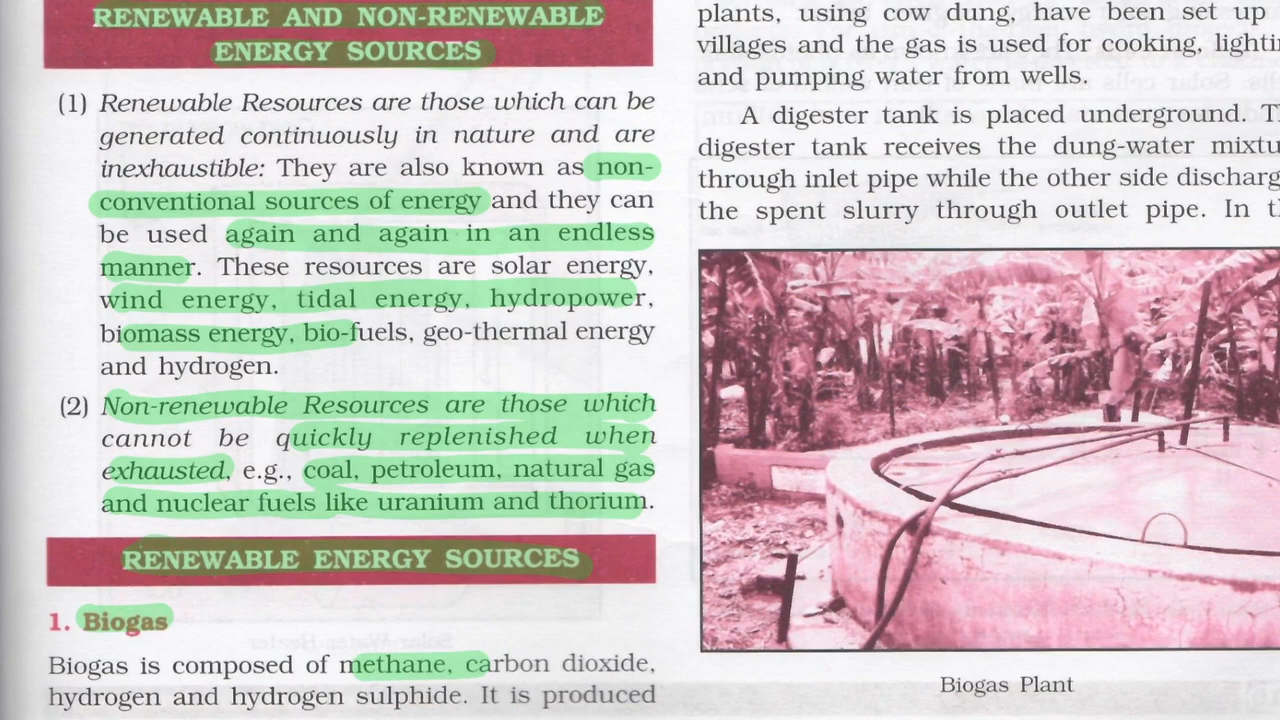 RENEWABLE AND NON-RENEWABLE
ENERGY SOURCES
(1) Renewable Resources are those which can be
generated continuously in nature and are
inexhaustible: They are also known as non-
conventional sources of energy and they can
be used again and again in an endless
manner. These resources are solar energy,
wind energy, tidal energy, hydropower,
biomass energy, bio-fuels, geo-thermal energy
and hydrogen.
(2) Non-renewable Resources are those which
cannot be quickly replenished when
exhausted, e.g., coal, petroleum, natural gas
and nuclear fuels like uranium and thorium.
RENEWABLE ENERGY SOURCES
1. Biogas
Biogas is composed of methane, carbon dioxide,
hydrogen and hydrogen sulphide. It is produced
plants, using cow dung, have been set up
villages and the gas is used for cooking,
and pumping water from wells.
A digester tank is placed underground.
digester tank receives the dung-water
through inlet pipe while the other side
the spent slurry through outlet pipe. In
Biogas Plant